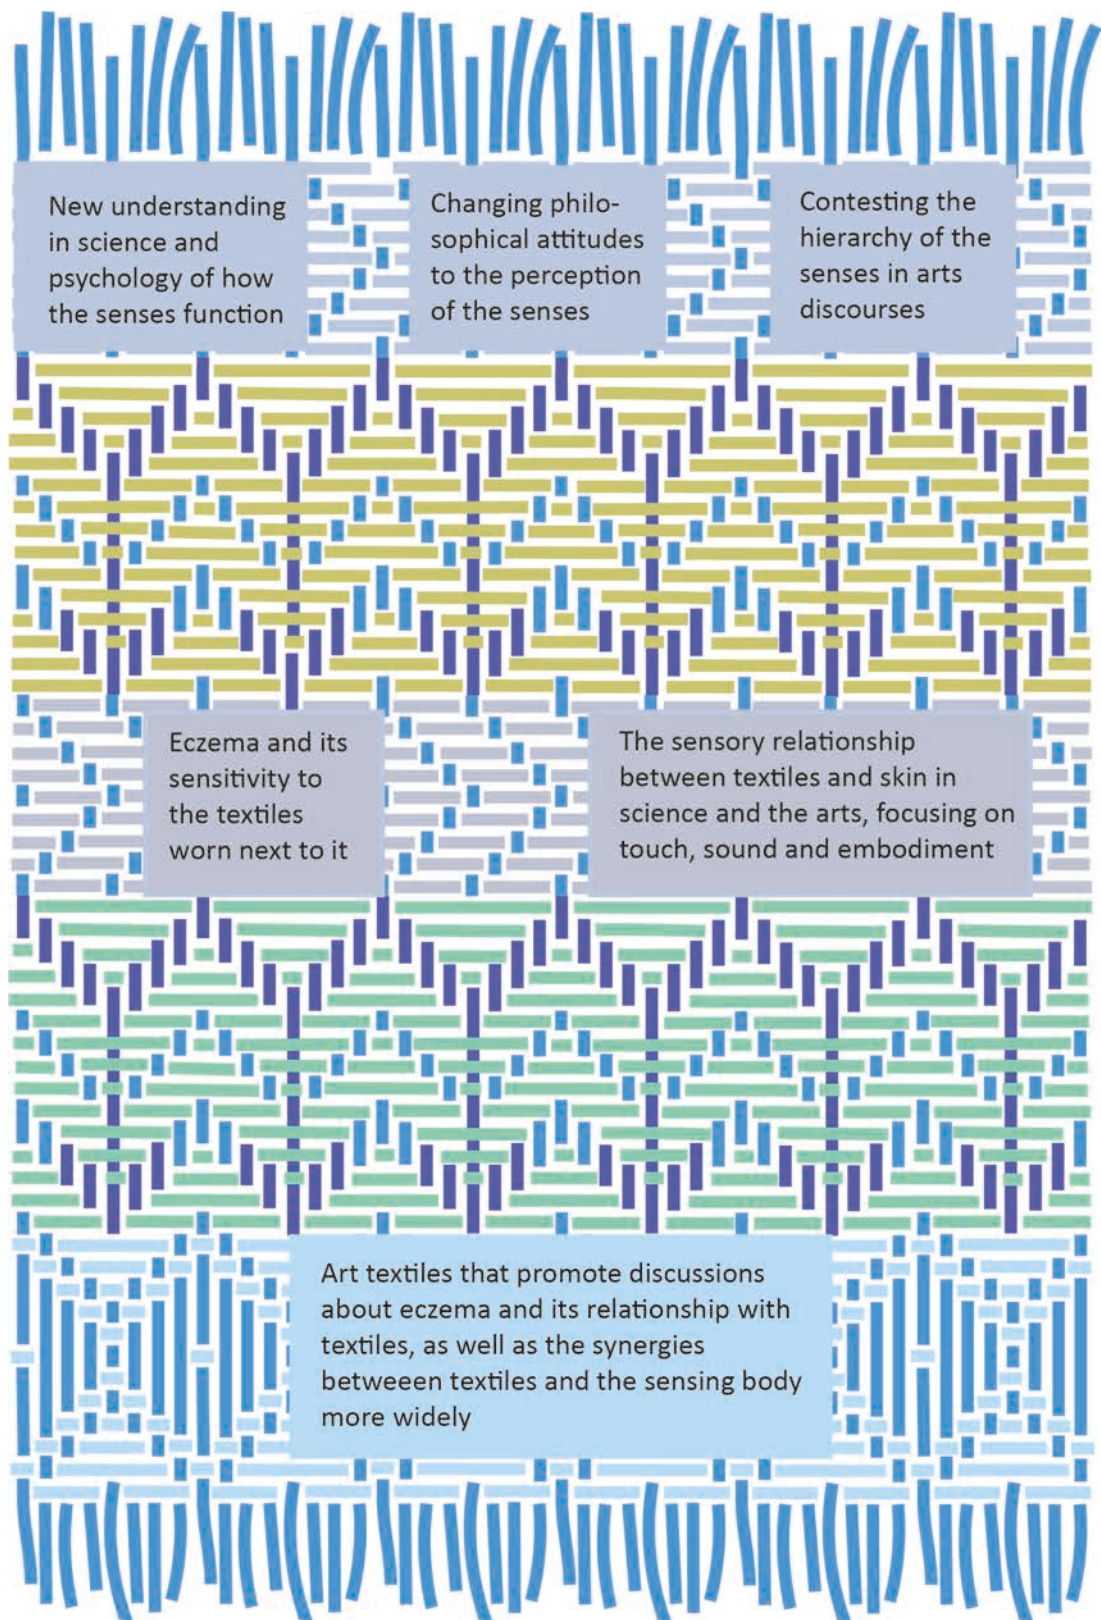 New understanding
in science and
psychology of how
the senses function
Changing philo-
sophical attitudes
to the perception
of the senses
Contesting the
hierarchy of the
senses in arts
discourses
Eczema and its
sensitivity to
the textiles
worn next to it
The sensory relationship
between textiles and skin in
science and the arts, focusing on
touch, sound and embodiment
Art textiles that promote discussions
about eczema and its relationship with
textiles, as well as the synergies
betweeen textiles and the sensing body
more widely